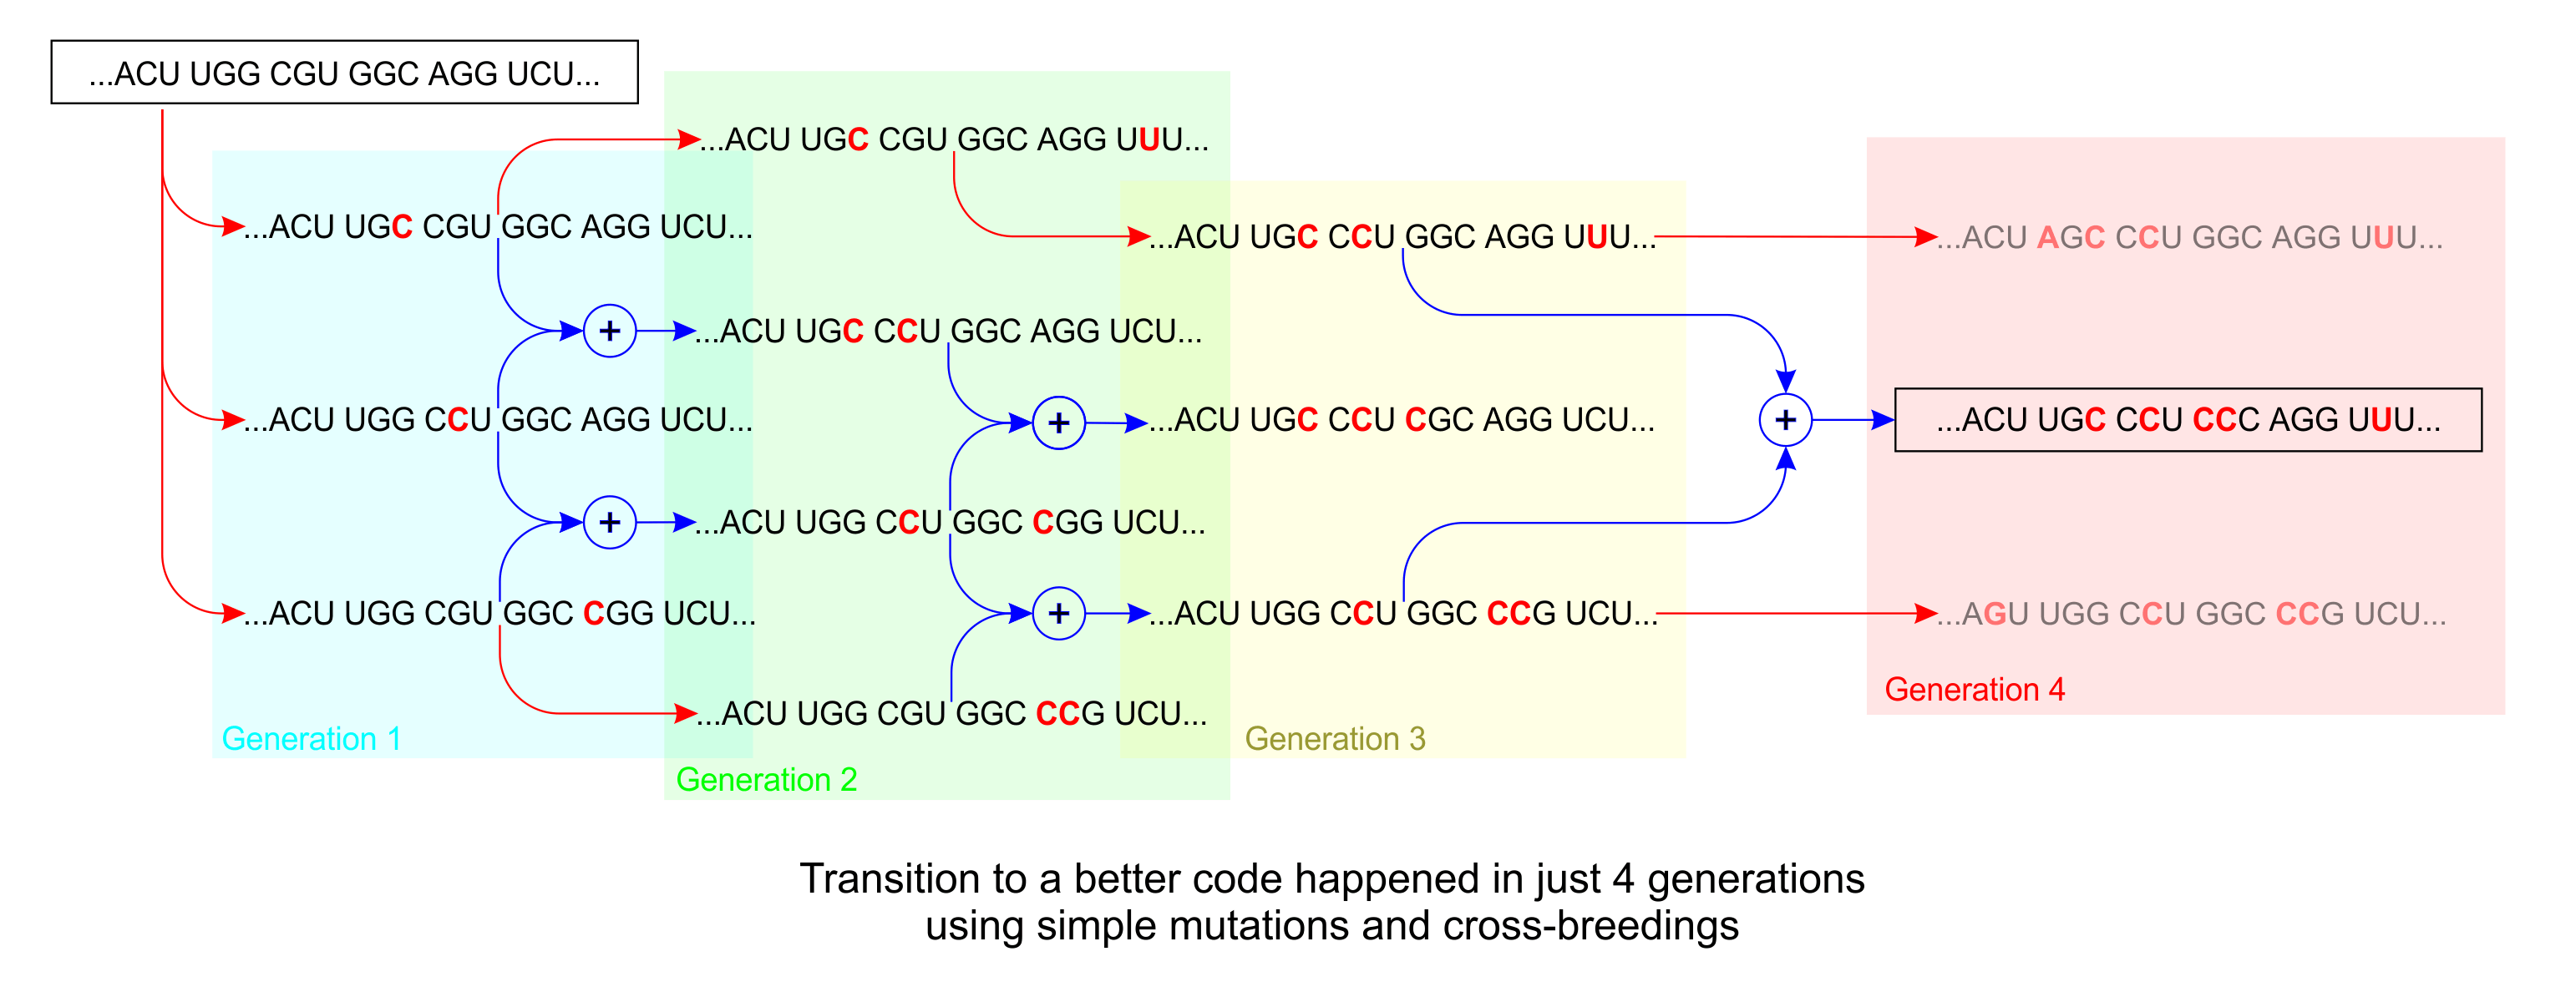 ...ACU UGG CGU GGC AGG UCU...
...ACU UGC CGU GGC AGG UCU...
...ACU UGG CCU GGC AGG UCU...
...ACU UGG CGU GGC CGG UCU...
Generation 1
...ACU UGC CGU GGC AGG UUU...
+
...ACU UGC CCU GGC AGG UCU...
+
...ACU UGG CCU GGC CGG UCU...
...ACU UGG CGU GGC CCG UCU...
Generation 2
...ACU UGC CCU GGC AGG UUU...
+
...ACU UGC CCU CGC AGG UCU...
+
...ACU UGG CCU GGC CCG UCU...
Generation 3
...ACU AGC CCU GGC AGG UUU...
+
...ACU UGC CCU CCC AGG UUU...
...AGU UGG CCU GGC CCG UCU...
Generation 4
Transition to a better code happened in just 4 generations
using simple mutations and cross-breedings